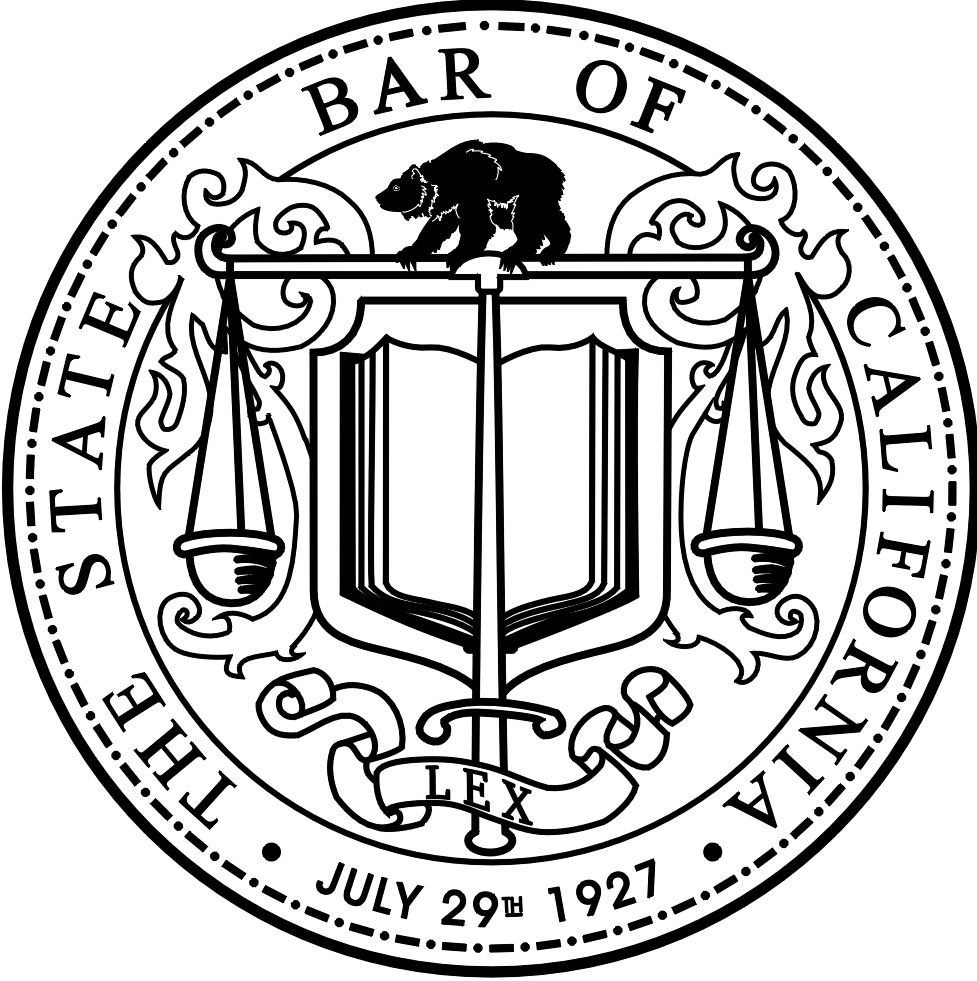 THE STATE BAR OF CALIFORNIA
LEX
• JULY 29TH 1927 •